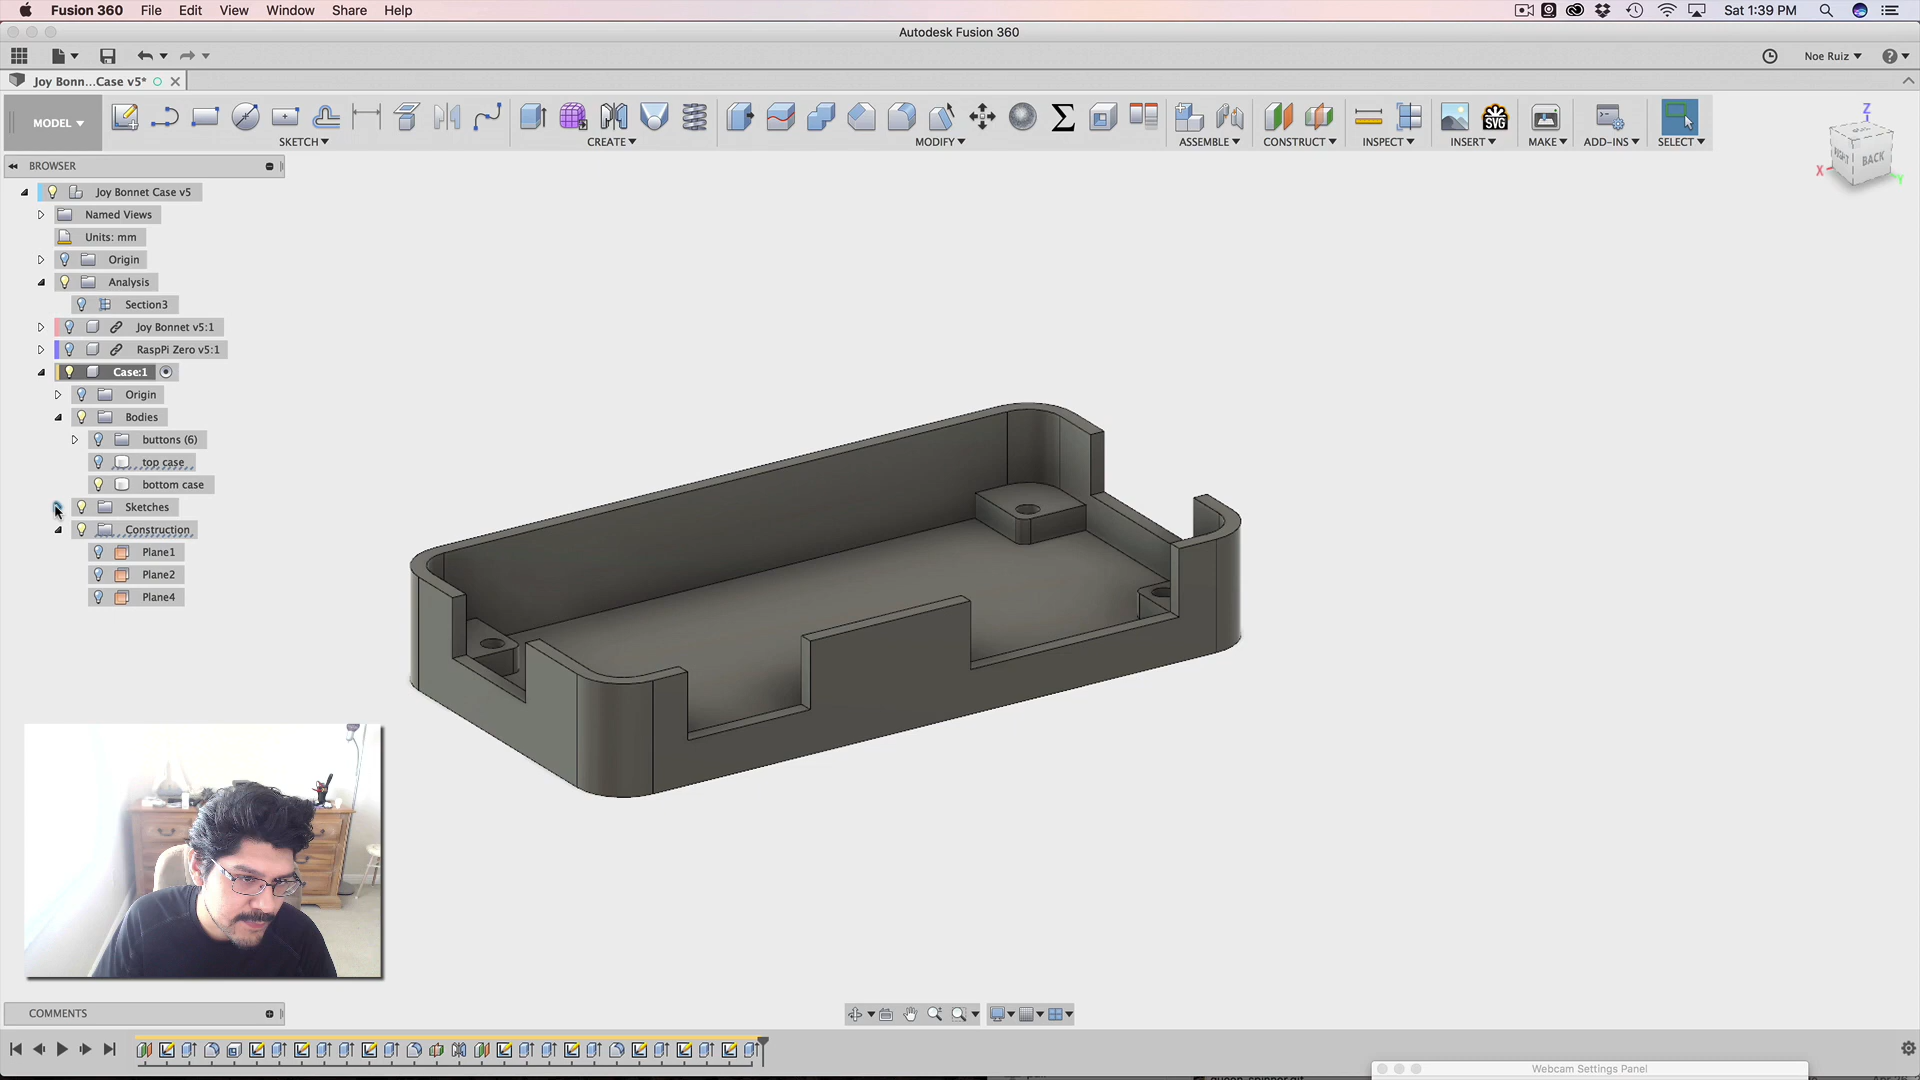 Fusion 360 File Edit View Window Share Help
Sat 1:39 PM
Autodesk Fusion 360
Noe Ruiz
Joy Bonn...Case v5*
MODEL
SKETCH
CREATE
MODIFY
ASSEMBLE
CONSTRUCT
INSPECT
INSERT
SVG
MAKE
ADD-INS
SELECT
Z
BACK
X
BROWSER
Joy Bonnet Case v5
Named Views
Units: mm
Origin
Analysis
Section3
Joy Bonnet v5:1
RaspPi Zero v5:1
Case:1
Origin
Bodies
buttons (6)
top case
bottom case
Sketches
Construction
Plane1
Plane2
Plane4
COMMENTS
Webcam Settings Panel